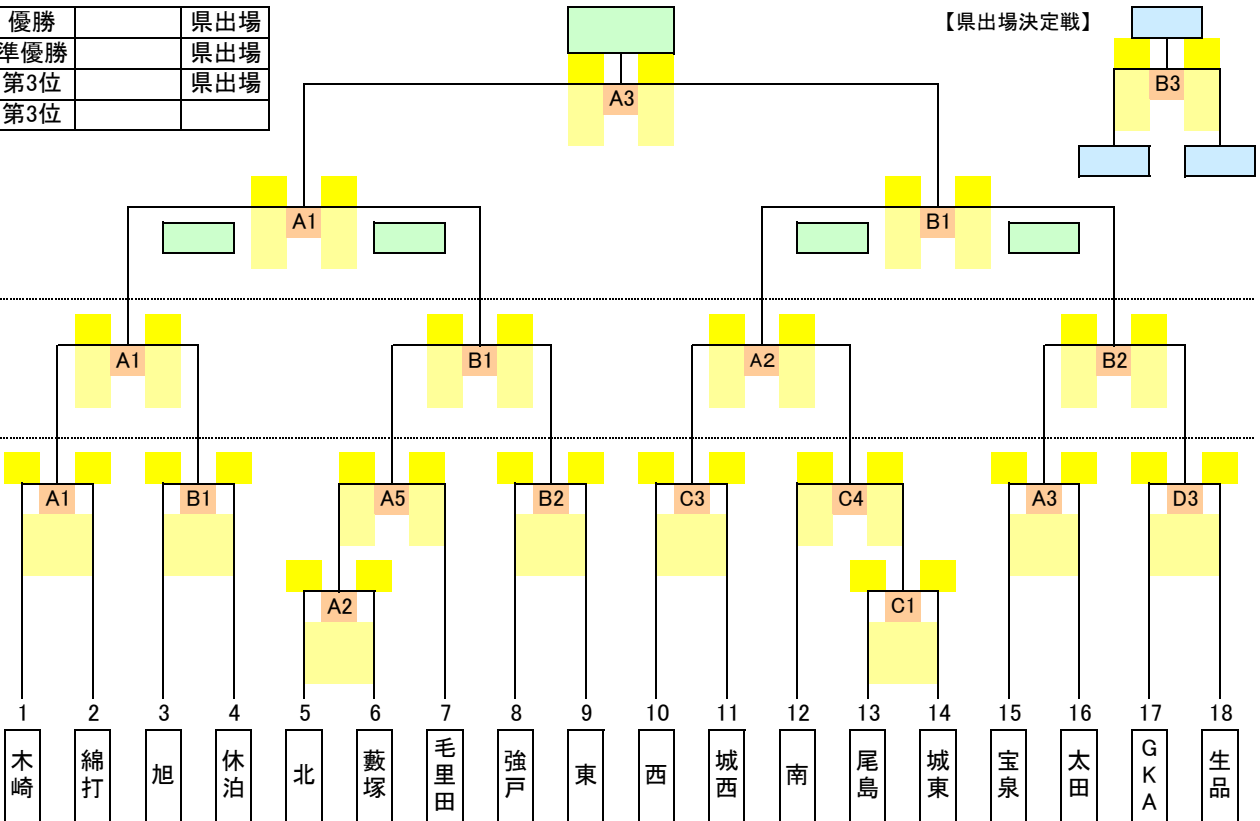 優勝 県出場
準優勝 県出場
第3位 県出場
第3位
【県出場決定戦】
B3
A3
A1 B1
A1 B1 A2 B2
A1 B1 A5 B2 C3 C4 A3 D3
A2 C1
1 2 3 4 5 6 7 8 9 10 11 12 13 14 15 16 17 18
木崎 綿打 旭 休泊 北 藪塚 毛里田 強戸 東 西 城西 南 尾島 城東 宝泉 太田 GKA 生品